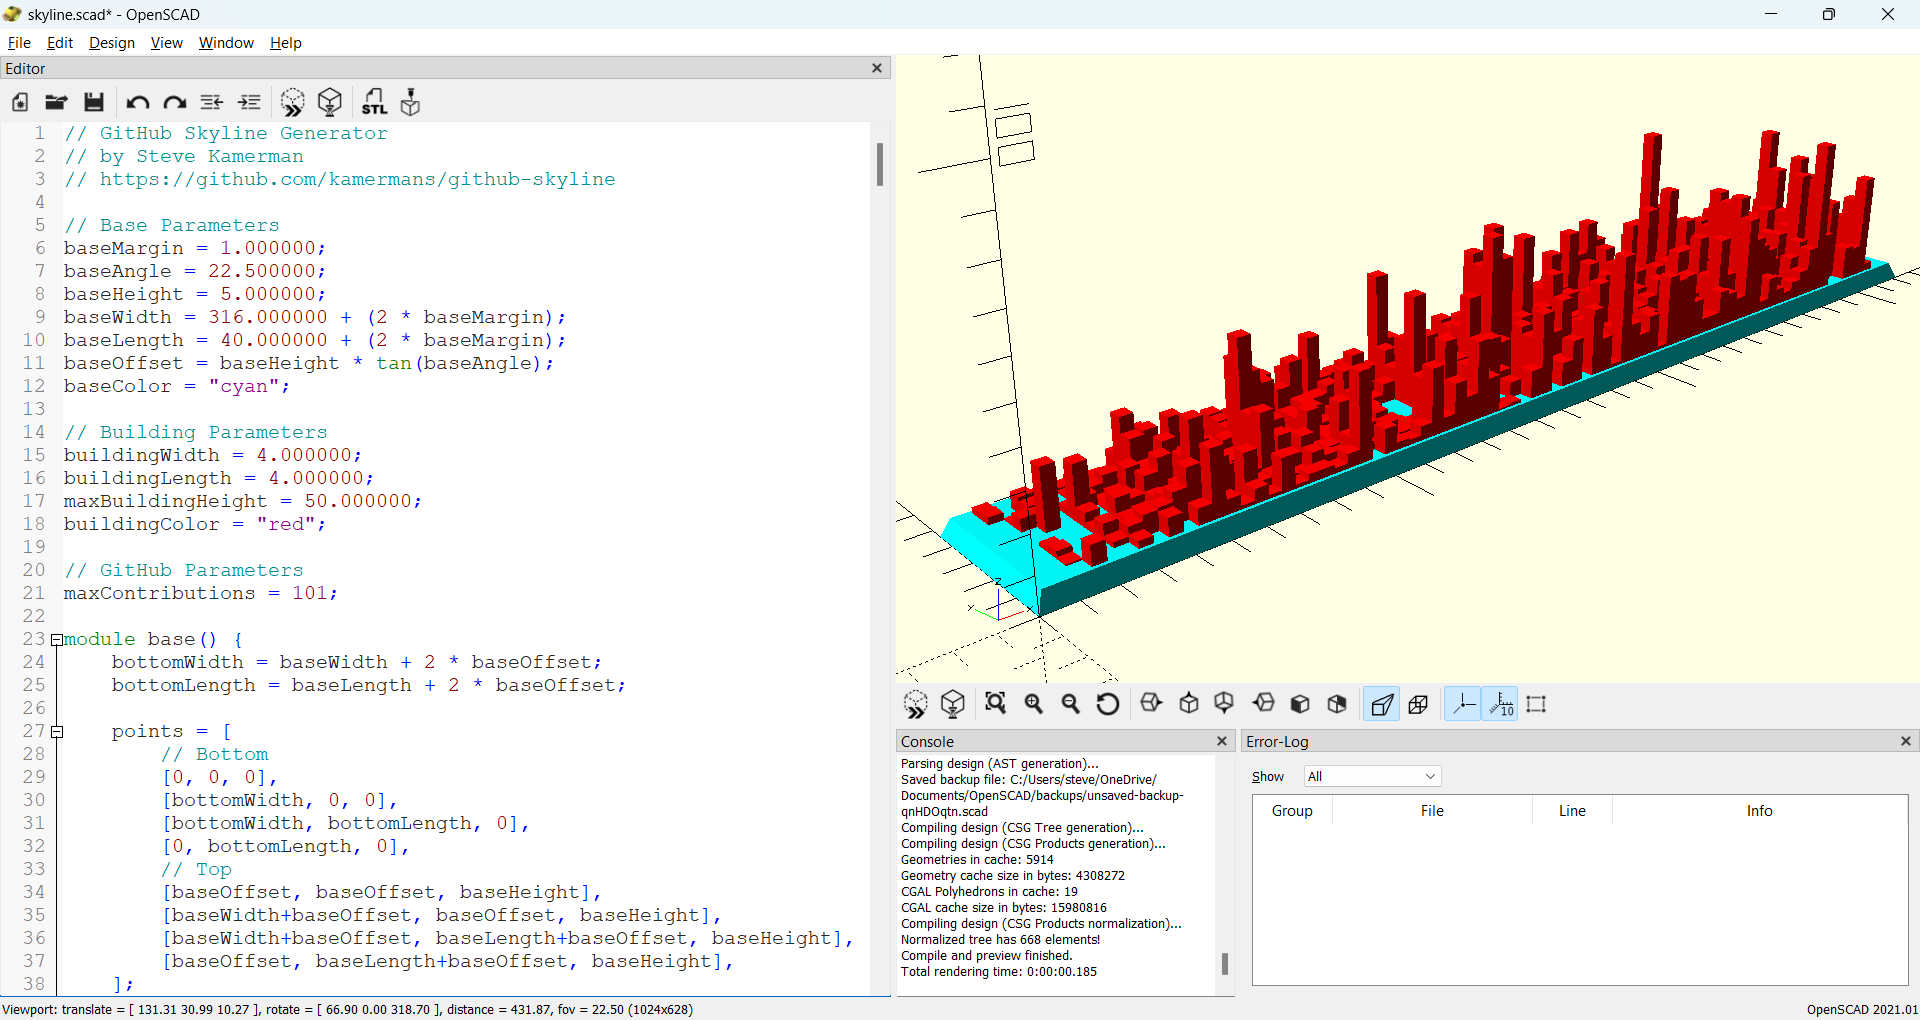 skyline.scad* - OpenSCAD
File Edit Design View Window Help
Editor
STL
1 // GitHub Skyline Generator
2 // by Steve Kamerman
3 // https://github.com/kamermans/github-skyline
4
5 // Base Parameters
6 baseMargin = 1.000000;
7 baseAngle = 22.500000;
8 baseHeight = 5.000000;
9 baseWidth = 316.000000 + (2 * baseMargin);
10 baseLength = 40.000000 + (2 * baseMargin);
11 baseOffset = baseHeight * tan(baseAngle);
12 baseColor = "cyan";
13
14 // Building Parameters
15 buildingWidth = 4.000000;
16 buildingLength = 4.000000;
17 maxBuildingHeight = 50.000000;
18 buildingColor = "red";
19
20 // GitHub Parameters
21 maxContributions = 101;
22
23 module base() {
24 bottomWidth = baseWidth + 2 * baseOffset;
25 bottomLength = baseLength + 2 * baseOffset;
26
27 points = [
28 // Bottom
29 [0, 0, 0],
30 [bottomWidth, 0, 0],
31 [bottomWidth, bottomLength, 0],
32 [0, bottomLength, 0],
33 // Top
34 [baseOffset, baseOffset, baseHeight],
35 [baseWidth+baseOffset, baseOffset, baseHeight],
36 [baseWidth+baseOffset, baseLength+baseOffset, baseHeight],
37 [baseOffset, baseLength+baseOffset, baseHeight],
38 ];
z
Y
10
Console
Parsing design (AST generation)...
Saved backup file: C:/Users/steve/OneDrive/
Documents/OpenSCAD/backups/unsaved-backup-
qnHDOqtn.scad
Compiling design (CSG Tree generation)...
Compiling design (CSG Products generation)...
Geometries in cache: 5914
Geometry cache size in bytes: 4308272
CGAL Polyhedrons in cache: 19
CGAL cache size in bytes: 15980816
Compiling design (CSG Products normalization)...
Normalized tree has 668 elements!
Compile and preview finished.
Total rendering time: 0:00:00.185
Error-Log
Show All
Group File Line Info
Viewport: translate = [ 131.31 30.99 10.27 ], rotate = [ 66.90 0.00 318.70 ], distance = 431.87, fov = 22.50 (1024x628)
OpenSCAD 2021.01